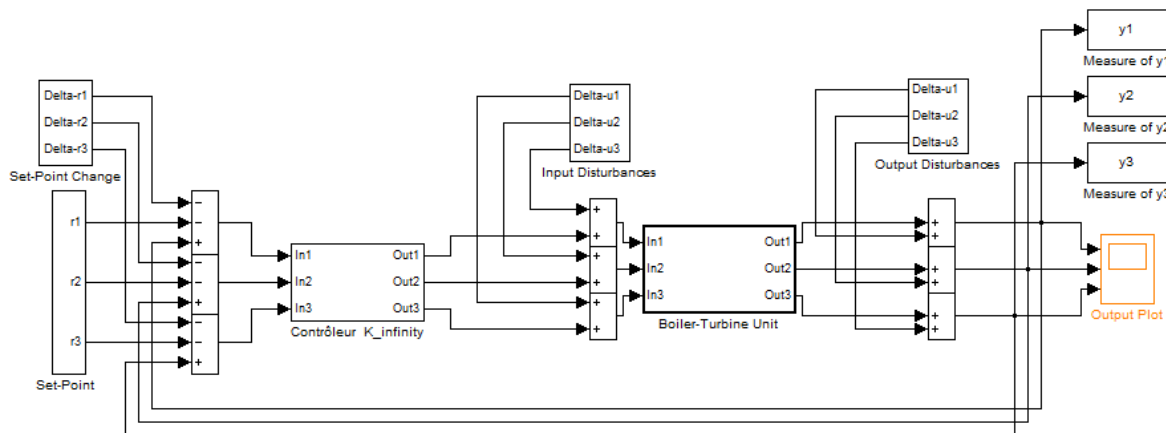 y1
Measure of y1
Delta-r1
Delta-r2
Delta-r3
Set-Point Change
Delta-u1
Delta-u2
Delta-u3
Input Disturbances
Delta-u1
Delta-u2
Delta-u3
Output Disturbances
y2
Measure of y2
y3
Measure of y3
r1
r2
r3
Set-Point
−
−
+
−
−
+
−
−
+
In1
In2
In3
Out1
Out2
Out3
Contrôleur K_infinity
+
+
+
+
+
+
In1
In2
In3
Out1
Out2
Out3
Boiler-Turbine Unit
+
+
+
+
+
+
Output Plot